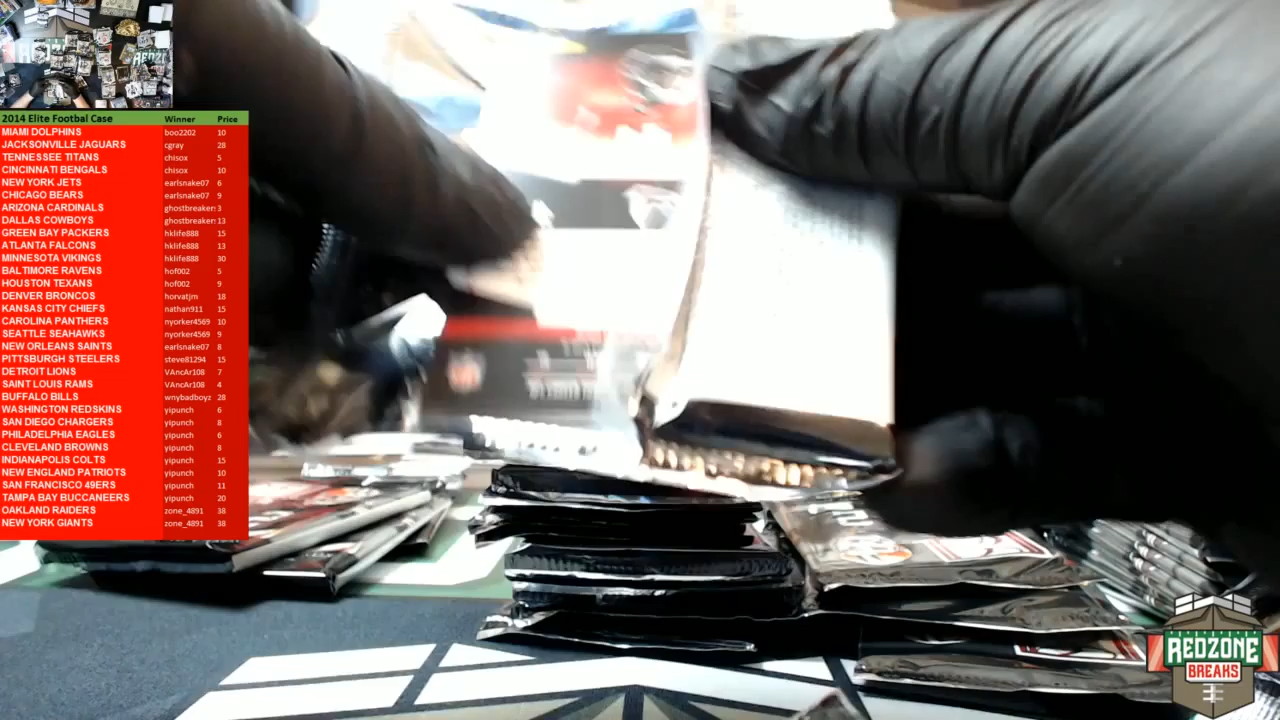 2014 Elite Footbal Case Winner Price
MIAMI DOLPHINS boo2202 10
JACKSONVILLE JAGUARS cgray 28
TENNESSEE TITANS chisox 5
CINCINNATI BENGALS chisox 10
NEW YORK JETS earlsnake07 6
CHICAGO BEARS earlsnake07 9
ARIZONA CARDINALS ghostbreaker 3
DALLAS COWBOYS ghostbreaker 13
GREEN BAY PACKERS hklife888 15
ATLANTA FALCONS hklife888 13
MINNESOTA VIKINGS hklife888 30
BALTIMORE RAVENS hof002 5
HOUSTON TEXANS hof002 9
DENVER BRONCOS horvatjm 18
KANSAS CITY CHIEFS nathan911 15
CAROLINA PANTHERS nyorker4569 10
SEATTLE SEAHAWKS nyorker4569 9
NEW ORLEANS SAINTS earlsnake07 8
PITTSBURGH STEELERS steve81294 15
DETROIT LIONS VAncAr108 7
SAINT LOUIS RAMS VAncAr108 4
BUFFALO BILLS wnybadboyz 28
WASHINGTON REDSKINS yipunch 6
SAN DIEGO CHARGERS yipunch 8
PHILADELPHIA EAGLES yipunch 6
CLEVELAND BROWNS yipunch 8
INDIANAPOLIS COLTS yipunch 15
NEW ENGLAND PATRIOTS yipunch 10
SAN FRANCISCO 49ERS yipunch 11
TAMPA BAY BUCCANEERS yipunch 20
OAKLAND RAIDERS zone_4891 38
NEW YORK GIANTS zone_4891 38
REDZONE
BREAKS